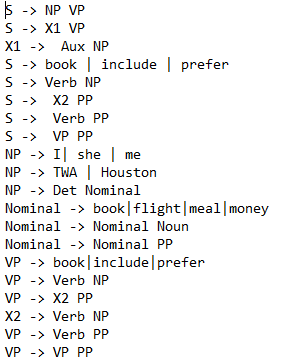 S -> NP VP
S -> X1 VP
X1 ->  Aux NP
S -> book | include | prefer
S -> Verb NP
S ->  X2 PP
S ->  Verb PP
S ->  VP PP
NP -> I| she | me
NP -> TWA | Houston
NP -> Det Nominal
Nominal -> book|flight|meal|money
Nominal -> Nominal Noun
Nominal -> Nominal PP
VP -> book|include|prefer
VP -> Verb NP
VP -> X2 PP
X2 -> Verb NP
VP -> Verb PP
VP -> VP PP